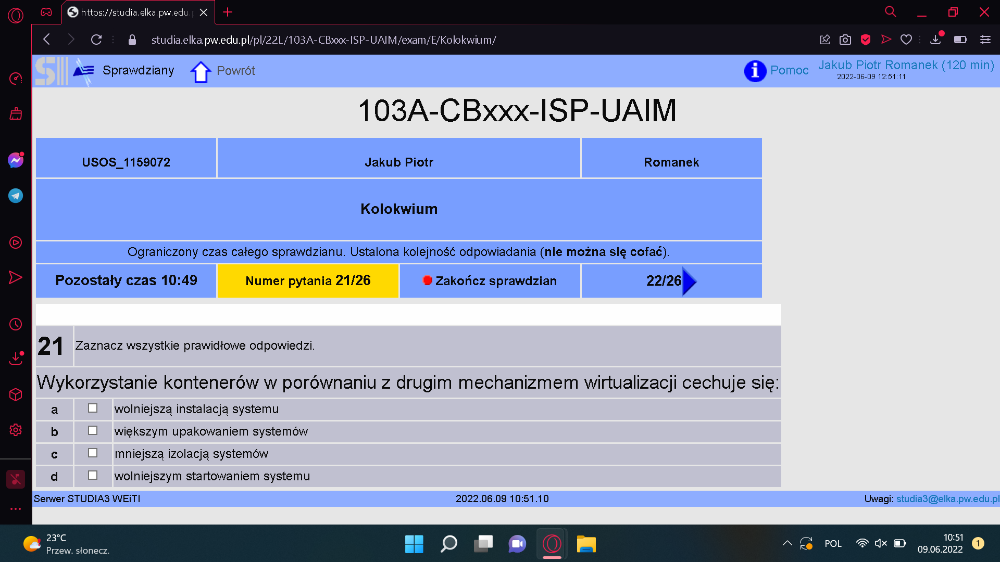 https://studia.elka.pw.edu.
studia.elka.pw.edu.pl/pl/22L/103A-CBxxx-ISP-UAIM/exam/E/Kolokwium/
Sprawdziany
Powrót
Pomoc
Jakub Piotr Romanek (120 min)
2022-06-09 12:51:11
103A-CBxxx-ISP-UAIM
USOS_1159072
Jakub Piotr
Romanek
Kolokwium
Ograniczony czas całego sprawdzianu. Ustalona kolejność odpowiadania (nie można się cofać).
Pozostały czas 10:49
Numer pytania 21/26
Zakończ sprawdzian
22/26
21 Zaznacz wszystkie prawidłowe odpowiedzi.
Wykorzystanie kontenerów w porównaniu z drugim mechanizmem wirtualizacji cechuje się:
a wolniejszą instalacją systemu
b większym upakowaniem systemów
c mniejszą izolacją systemów
d wolniejszym startowaniem systemu
Serwer STUDIA3 WEiTI
2022.06.09 10:51.10
Uwagi: studia3@elka.pw.edu.pl
23°C
Przew. słonecz.
POL
10:51
09.06.2022
1